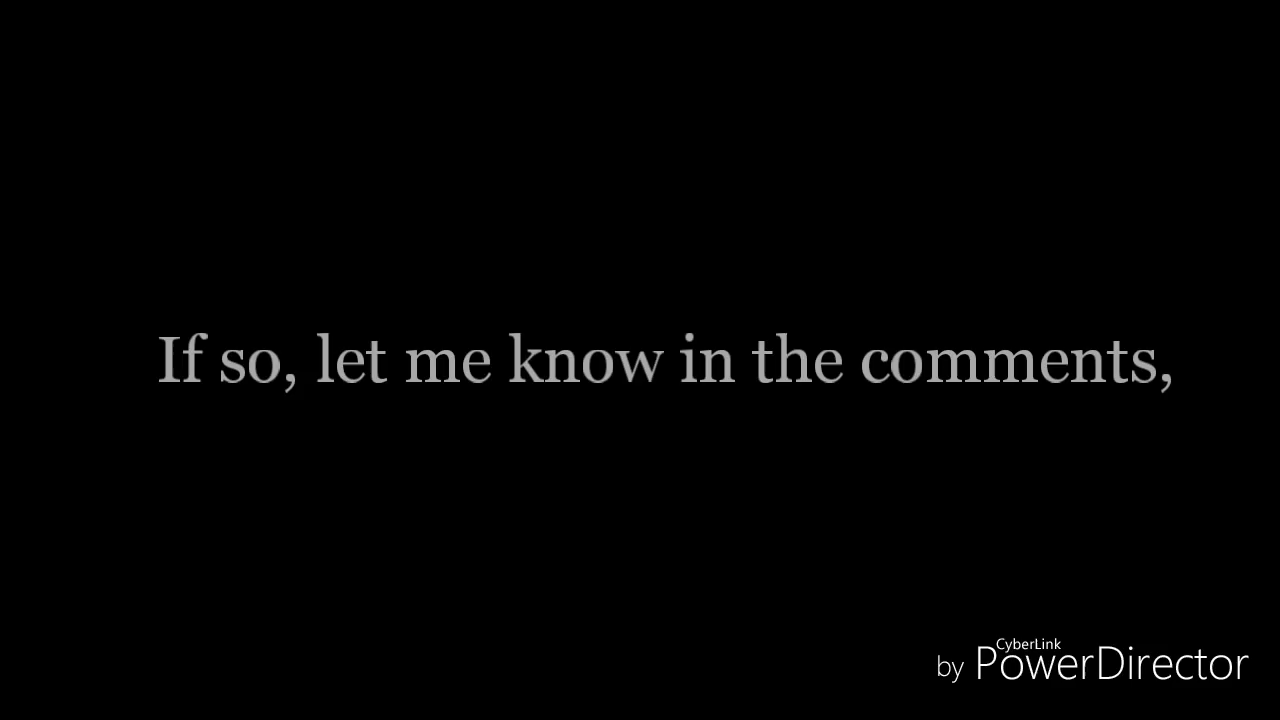 If so, let me know in the comments,
CyberLink
by PowerDirector